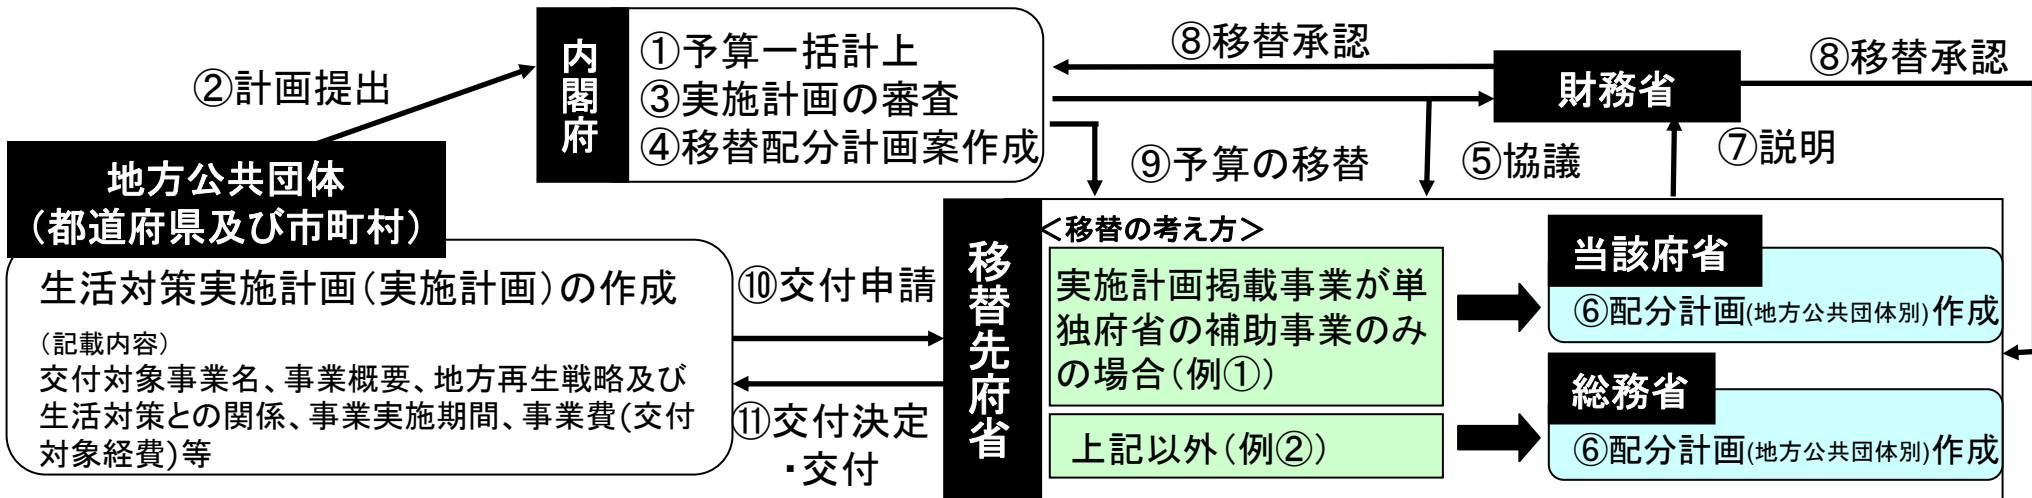 ②計画提出
地方公共団体
（都道府県及び市町村）
生活対策実施計画（実施計画）の作成
（記載内容）
交付対象事業名、事業概要、地方再生戦略及び
生活対策との関係、事業実施期間、事業費（交付
対象経費）等
内閣府
①予算一括計上
③実施計画の審査
④移替配分計画案作成
⑧移替承認
財務省
⑧移替承認
⑨予算の移替
⑤協議
⑦説明
⑩交付申請
⑪交付決定
・交付
移替先府省
＜移替の考え方＞
実施計画掲載事業が単
独府省の補助事業のみ
の場合（例①）
上記以外（例②）
当該府省
⑥配分計画(地方公共団体別)作成
総務省
⑥配分計画(地方公共団体別)作成